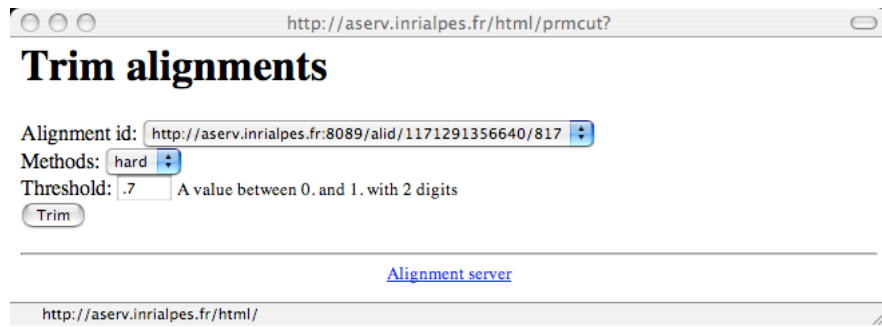 http://aserv.inrialpes.fr/html/prmcut?
Trim alignments
Alignment id: http://aserv.inrialpes.fr:8089/alid/1171291356640/817
Methods: hard
Threshold: .7 A value between 0. and 1. with 2 digits
Trim
Alignment server
http://aserv.inrialpes.fr/html/